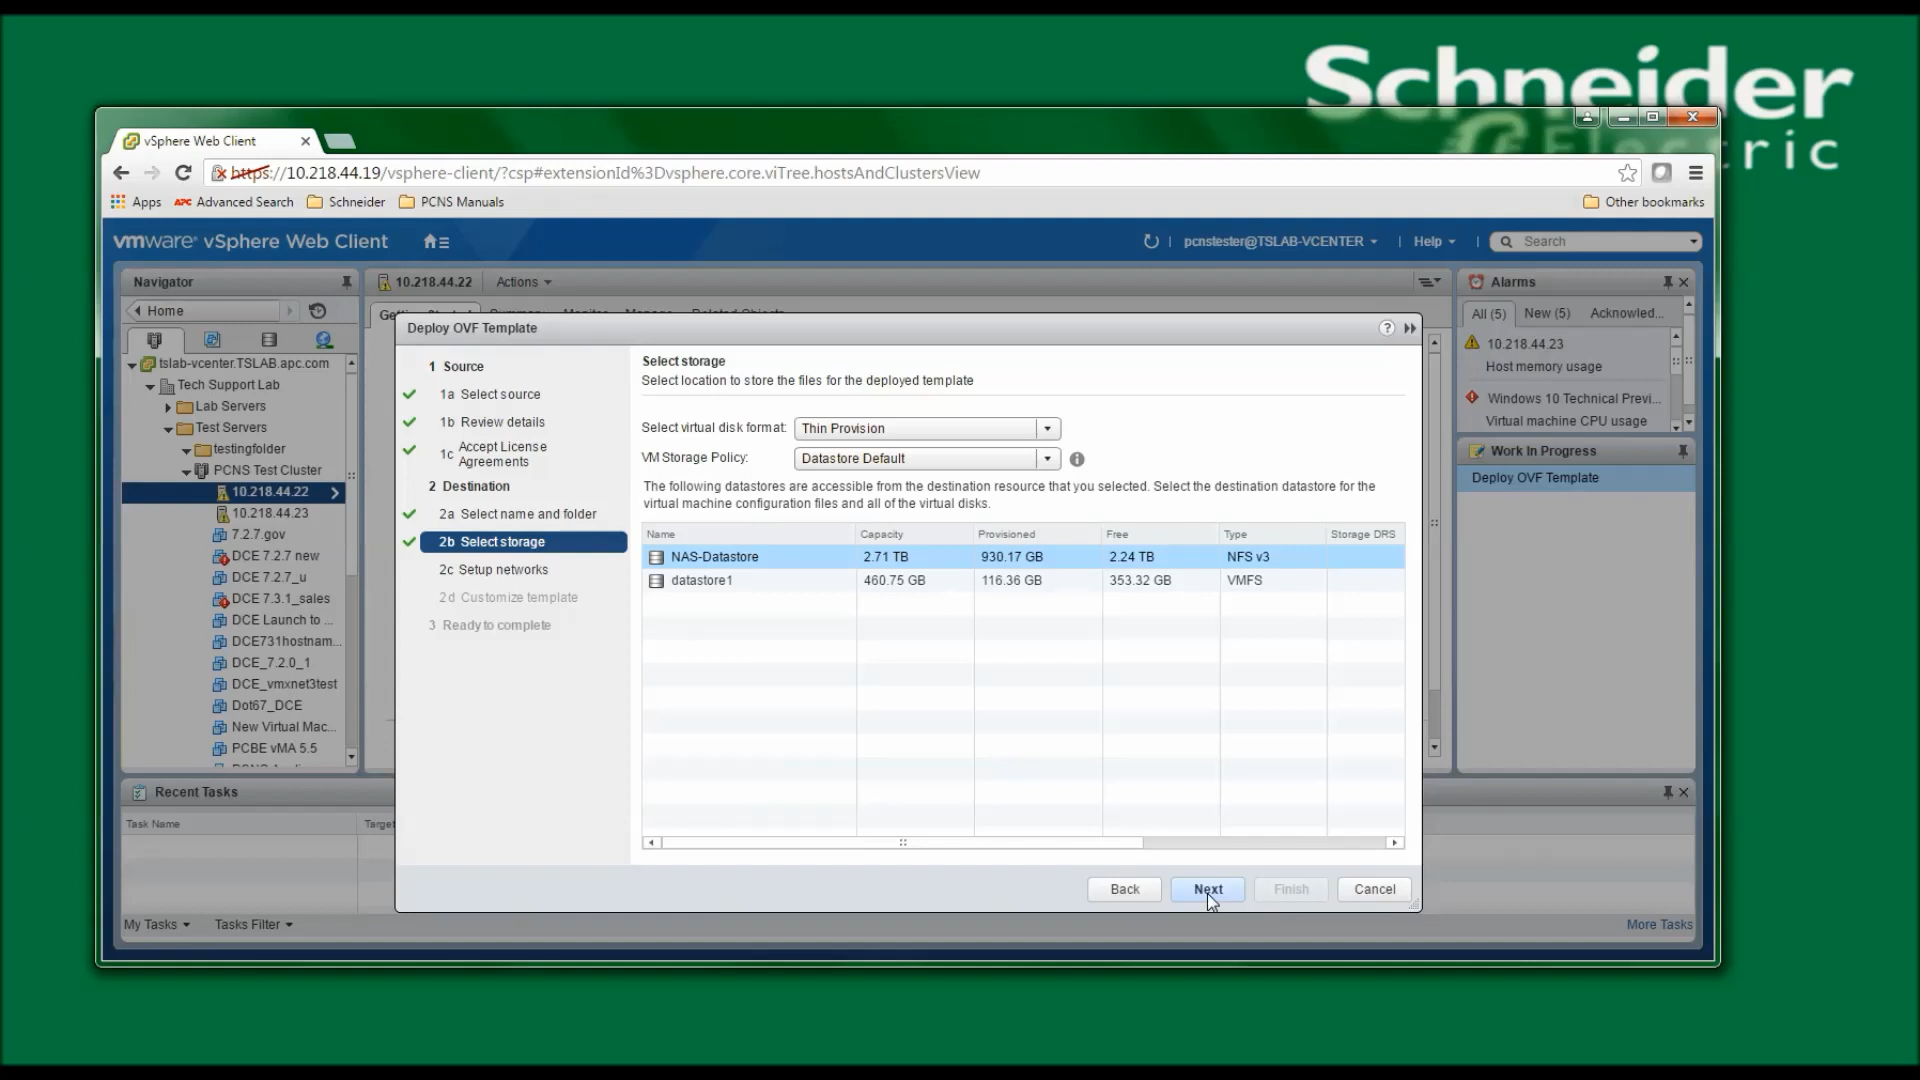 Schneider
Electric
vSphere Web Client
https://10.218.44.19/vsphere-client/?csp#extensionId%3Dvsphere.core.viTree.hostsAndClustersView
Apps
APC Advanced Search
Schneider
PCNS Manuals
Other bookmarks
vmware® vSphere Web Client
pcnstester@TSLAB-VCENTER
Help
Search
Navigator
Home
tslab-vcenter.TSLAB.apc.com
Tech Support Lab
Lab Servers
Test Servers
testingfolder
PCNS Test Cluster
10.218.44.22
10.218.44.23
7.2.7.gov
DCE 7.2.7 new
DCE 7.2.7_u
DCE 7.3.1_sales
DCE Launch to ...
DCE731hostnam...
DCE_7.2.0_1
DCE_vmxnet3test
Dot67_DCE
New Virtual Mac...
PCBE vMA 5.5
10.218.44.22
Actions
Deploy OVF Template
1 Source
1a Select source
1b Review details
1c Accept License
Agreements
2 Destination
2a Select name and folder
2b Select storage
2c Setup networks
2d Customize template
3 Ready to complete
Select storage
Select location to store the files for the deployed template
Select virtual disk format: Thin Provision
VM Storage Policy: Datastore Default
The following datastores are accessible from the destination resource that you selected. Select the destination datastore for the
virtual machine configuration files and all of the virtual disks.
Name Capacity Provisioned Free Type Storage DRS
NAS-Datastore 2.71 TB 930.17 GB 2.24 TB NFS v3
datastore1 460.75 GB 116.36 GB 353.32 GB VMFS
Back
Next
Finish
Cancel
Alarms
All (5) New (5) Acknowled...
10.218.44.23
Host memory usage
Windows 10 Technical Previ...
Virtual machine CPU usage
Work In Progress
Deploy OVF Template
Recent Tasks
Task Name
Target
My Tasks
Tasks Filter
More Tasks